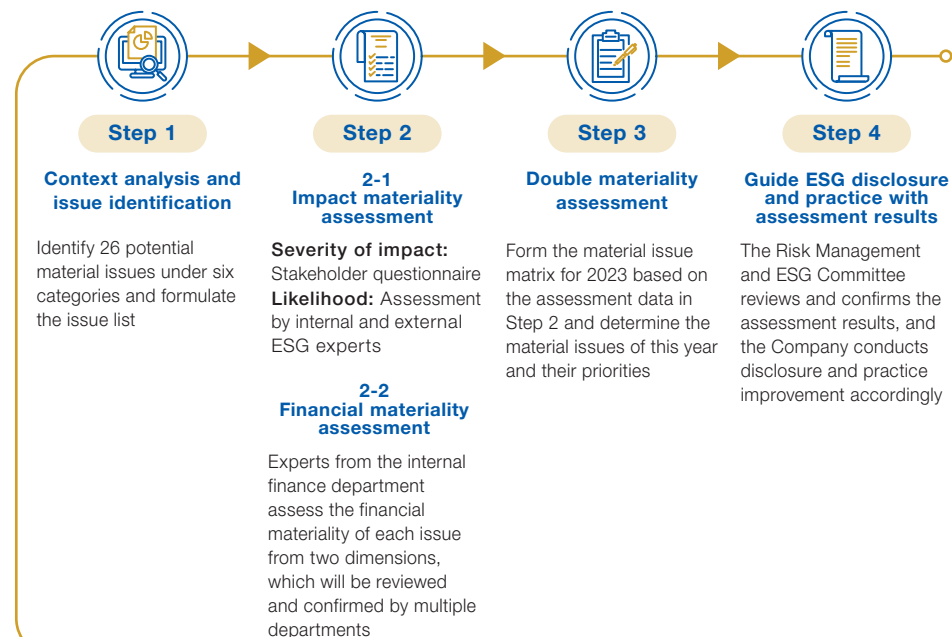 Step 1
Context analysis and
issue identification
Identify 26 potential
material issues under six
categories and formulate
the issue list
Step 2
2-1
Impact materiality
assessment
Severity of impact:
Stakeholder questionnaire
Likelihood: Assessment
by internal and external
ESG experts
2-2
Financial materiality
assessment
Experts from the internal
finance department
assess the financial
materiality of each issue
from two dimensions,
which will be reviewed
and confirmed by multiple
departments
Step 3
Double materiality
assessment
Form the material issue
matrix for 2023 based on
the assessment data in
Step 2 and determine the
material issues of this year
and their priorities
Step 4
Guide ESG disclosure
and practice with
assessment results
The Risk Management
and ESG Committee
reviews and confirms the
assessment results, and
the Company conducts
disclosure and practice
improvement accordingly